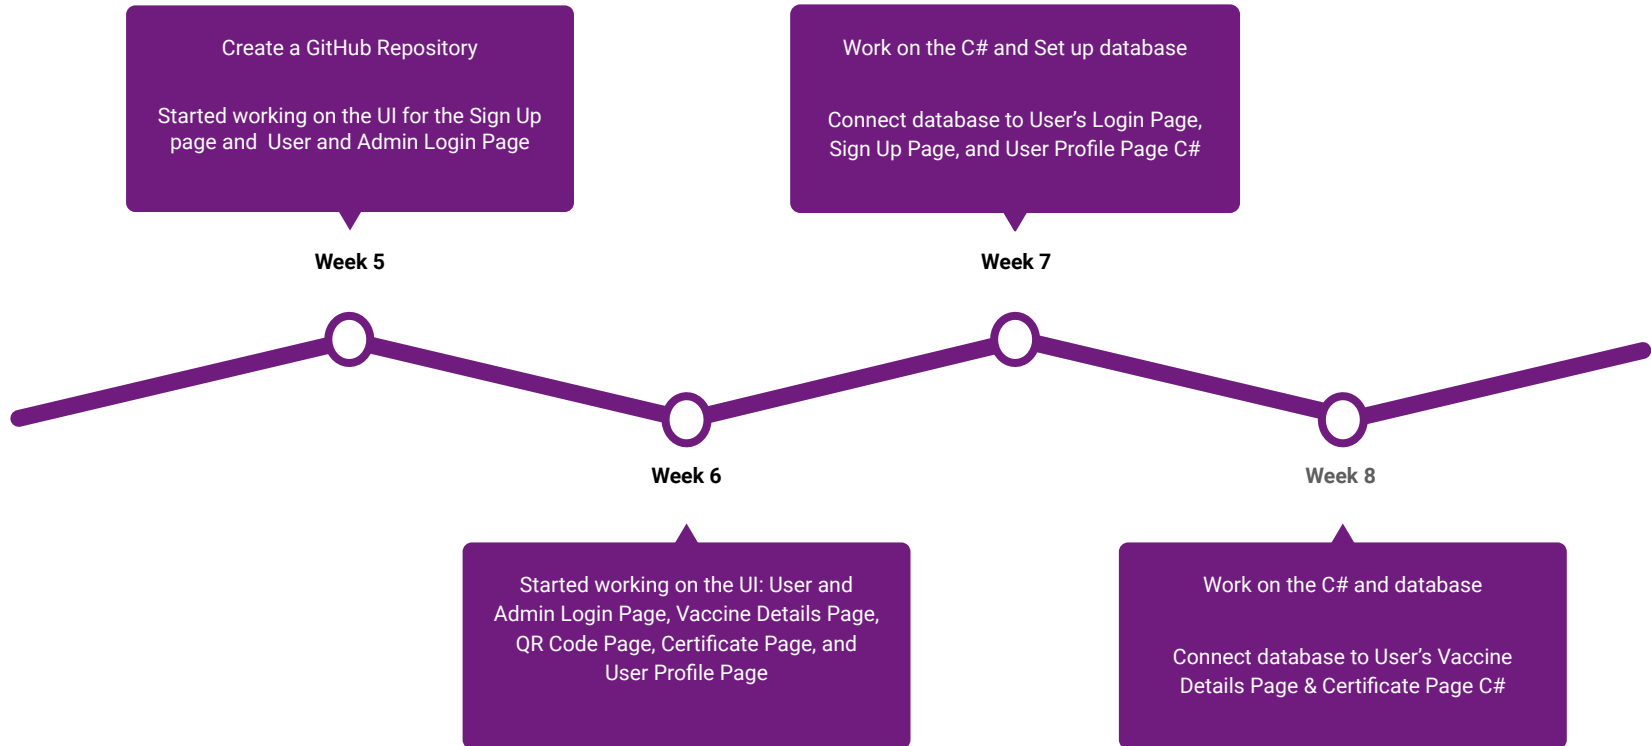 Create a GitHub Repository
Started working on the UI for the Sign Up
page and  User and Admin Login Page
Week 5
Started working on the UI: User and
Admin Login Page, Vaccine Details Page,
QR Code Page, Certificate Page, and
User Profile Page
Week 6
Work on the C# and Set up database
Connect database to User’s Login Page,
Sign Up Page, and User Profile Page C#
Week 7
Work on the C# and database
Connect database to User’s Vaccine
Details Page & Certificate Page C#
Week 8